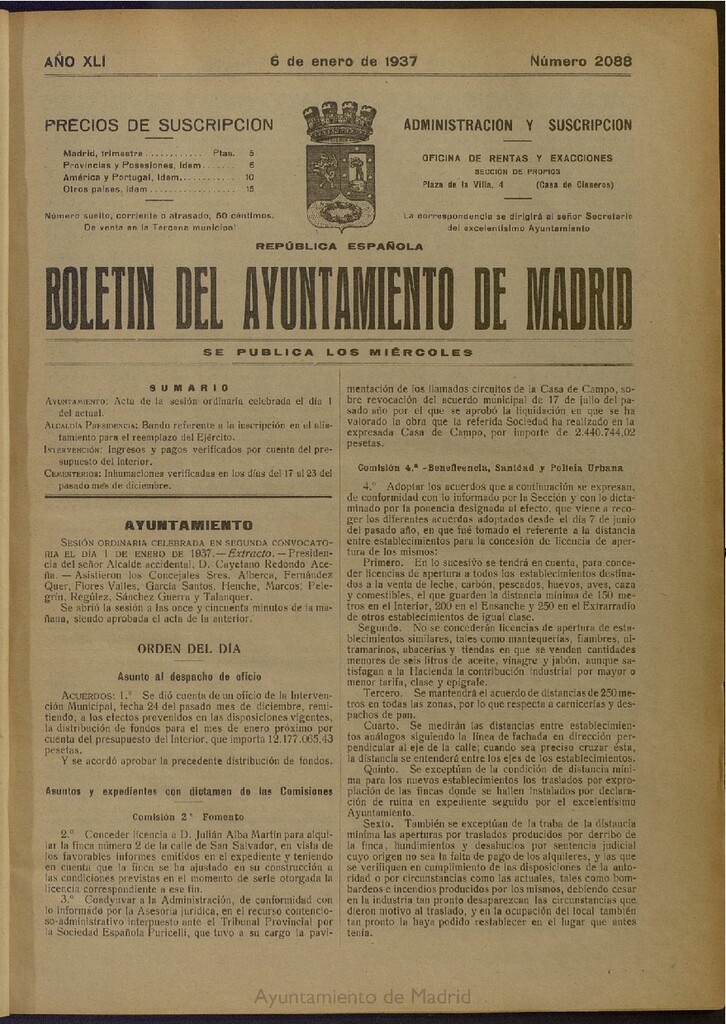 AÑO XLI
6 de enero de 1937
Número 2088
PRECIOS DE SUSCRIPCION
Madrid, trimestre ........... Ptas. 5
Provincias y Posesiones, ídem....... 6
América y Portugal, ídem............ 10
Otros países, ídem.................. 15
Número suelto, corriente o atrasado, 50 céntimos.
De venta en la Tercena municipal
ADMINISTRACION Y SUSCRIPCION
OFICINA DE RENTAS Y EXACCIONES
SECCIÓN DE PROPIOS
Plaza de la Villa, 4 (Casa de Cisneros)
La correspondencia se dirigirá al señor Secretario
del excelentísimo Ayuntamiento
REPÚBLICA ESPAÑOLA
BOLETIN DEL AYUNTAMIENTO DE MADRID
SE PUBLICA LOS MIÉRCOLES
SUMARIO
AYUNTAMIENTO: Acta de la sesión ordinaria celebrada el día 1
del actual.
ALCALDÍA PRESIDENCIA: Bando referente a la inscripción en el alis-
tamiento para el reemplazo del Ejército.
INTERVENCIÓN: Ingresos y pagos verificados por cuenta del pre-
supuesto del Interior.
CEMENTERIOS: Inhumaciones verificadas en los días del 17 al 23 del
pasado mes de diciembre.
AYUNTAMIENTO
SESIÓN ORDINARIA CELEBRADA EN SEGUNDA CONVOCATO-
RIA EL DÍA 1 DE ENERO DE 1937.—Extracto.—Presiden-
cia del señor Alcalde accidental, D. Cayetano Redondo Ace-
ña. — Asistieron los Concejales Sres. Alberca, Fernández
Quer, Flores Valles, García Santos, Henche, Marcos, Pele-
grín, Regúlez, Sánchez Guerra y Talanquer.
Se abrió la sesión a las once y cincuenta minutos de la ma-
ñana, siendo aprobada el acta de la anterior.
ORDEN DEL DÍA
Asunto al despacho de oficio
ACUERDOS: 1.º Se dió cuenta de un oficio de la Interven-
ción Municipal, fecha 24 del pasado mes de diciembre, remi-
tiendo, a los efectos prevenidos en las disposiciones vigentes,
la distribución de fondos para el mes de enero próximo por
cuenta del presupuesto del Interior, que importa 12.177.065,43
pesetas.
Y se acordó aprobar la precedente distribución de fondos.
Asuntos y expedientes con dictamen de las Comisiones
Comisión 2.ª Fomento
2.º Conceder licencia a D. Julián Alba Martín para alqui-
lar la finca número 2 de la calle de San Salvador, en vista de
los favorables informes emitidos en el expediente y teniendo
en cuenta que la finca se ha ajustado en su construcción a
las condiciones previstas en el momento de serle otorgada la
licencia correspondiente a ese fin.
3.º Coadyuvar a la Administración, de conformidad con
lo informado por la Asesoría jurídica, en el recurso contencio-
so-administrativo interpuesto ante el Tribunal Provincial por
la Sociedad Española Puricelli, que tuvo a su cargo la pavi-
mentación de los llamados circuitos de la Casa de Campo, so-
bre revocación del acuerdo municipal de 17 de julio del pa-
sado año por el que se aprobó la liquidación en que se ha
valorado la obra que la referida Sociedad ha realizado en la
expresada Casa de Campo, por importe de 2.440.744,02
pesetas.
Comisión 4.ª -Beneficencia, Sanidad y Policía Urbana
4.º Adoptar los acuerdos que a continuación se expresan,
de conformidad con lo informado por la Sección y con lo dicta-
minado por la ponencia designada al efecto, que viene a reco-
ger los diferentes acuerdos adoptados desde el día 7 de junio
del pasado año, en que fué tomado el referente a la distancia
entre establecimientos para la concesión de licencia de aper-
tura de los mismos:
Primero. En lo sucesivo se tendrá en cuenta, para con-
ceder licencias de apertura a todos los establecimientos destina-
dos a la venta de leche, carbón, pescados, huevos, aves, caza
y comestibles, el que guarden la distancia mínima de 150 me-
tros en el Interior, 200 en el Ensanche y 250 en el Extrarradio
de otros establecimientos de igual clase.
Segundo. No se concederán licencias de apertura de esta-
blecimientos similares, tales como mantequerías, fiambres, ul-
tramarinos, abacerías y tiendas en que se vendan cantidades
menores de seis litros de aceite, vinagre y jabón, aunque sa-
tisfagan a la Hacienda la contribución industrial por mayor o
menor tarifa, clase y epígrafe.
Tercero. Se mantendrá el acuerdo de distancias de 250 me-
tros en todas las zonas, por lo que respecta a carnicerías y des-
pachos de pan.
Cuarto. Se medirán las distancias entre establecimien-
tos análogos siguiendo la línea de fachada en dirección per-
pendicular al eje de la calle; cuando sea preciso cruzar ésta,
la distancia se entenderá entre los ejes de los establecimientos.
Quinto. Se exceptúan de la condición de distancia míni-
ma para los nuevos establecimientos los traslados por expro-
piación de las fincas donde se hallen instalados por declara-
ción de ruina en expediente seguido por el excelentísimo
Ayuntamiento.
Sexto. También se exceptúan de la traba de la distancia
mínima las aperturas por traslados producidos por derribo de
la finca, hundimientos y desahucios por sentencia judicial
cuyo origen no sea la falta de pago de los alquileres, y las que
se verifiquen en cumplimiento de las disposiciones de la auto-
ridad o por circunstancias como las actuales, tales como bom-
bardeos e incendios producidos por los mismos, debiendo cesar
en la industria tan pronto desaparezcan las circunstancias que
dieron motivo al traslado, y en la ocupación del local también
tan pronto la haya podido restablecer en el lugar que antes
tenía.
Ayuntamiento de Madrid